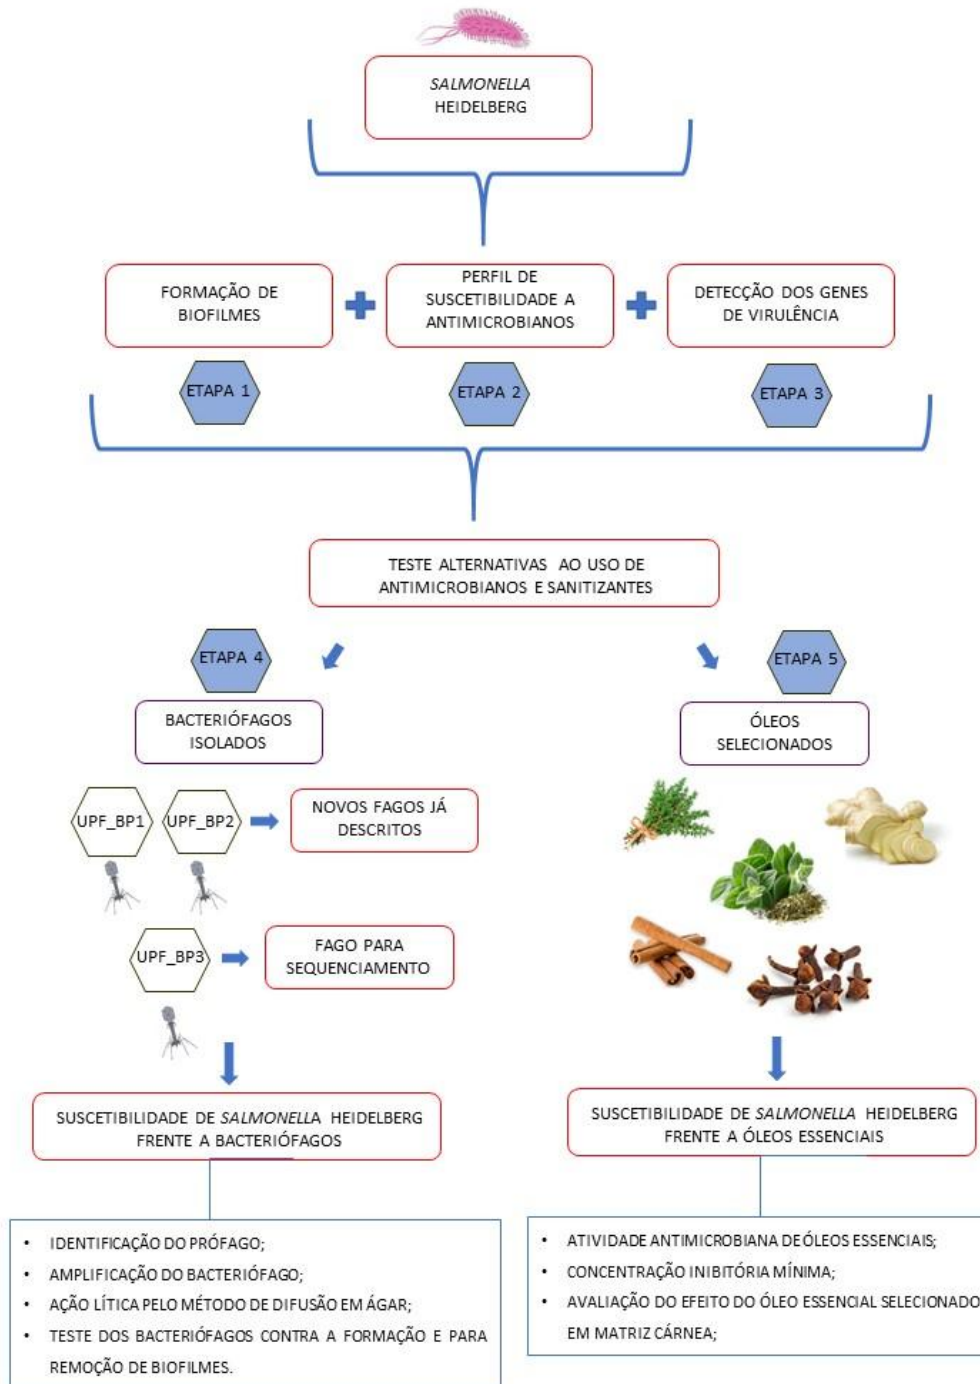 SALMONELLA
HEIDELBERG
FORMAÇÃO DE
BIOFILMES
PERFIL DE
SUSCETIBILIDADE A
ANTIMICROBIANOS
DETECÇÃO DOS GENES
DE VIRULÊNCIA
ETAPA 1
ETAPA 2
ETAPA 3
TESTE ALTERNATIVAS AO USO DE
ANTIMICROBIANOS E SANITIZANTES
ETAPA 4
BACTERIÓFAGOS
ISOLADOS
UPF_BP1
UPF_BP2
NOVOS FAGOS JÁ
DESCRITOS
UPF_BP3
FAGO PARA
SEQUENCIAMENTO
SUSCETIBILIDADE DE SALMONELLA HEIDELBERG
FRENTE A BACTERIÓFAGOS
• IDENTIFICAÇÃO DO PRÓFAGO;
• AMPLIFICAÇÃO DO BACTERIÓFAGO;
• AÇÃO LÍTICA PELO MÉTODO DE DIFUSÃO EM ÁGAR;
• TESTE DOS BACTERIÓFAGOS CONTRA A FORMAÇÃO E PARA
REMOÇÃO DE BIOFILMES.
ETAPA 5
ÓLEOS
SELECIONADOS
SUSCETIBILIDADE DE SALMONELLA HEIDELBERG
FRENTE A ÓLEOS ESSENCIAIS
• ATIVIDADE ANTIMICROBIANA DE ÓLEOS ESSENCIAIS;
• CONCENTRAÇÃO INIBITÓRIA MÍNIMA;
• AVALIAÇÃO DO EFEITO DO ÓLEO ESSENCIAL SELECIONADO
EM MATRIZ CÁRNEA;